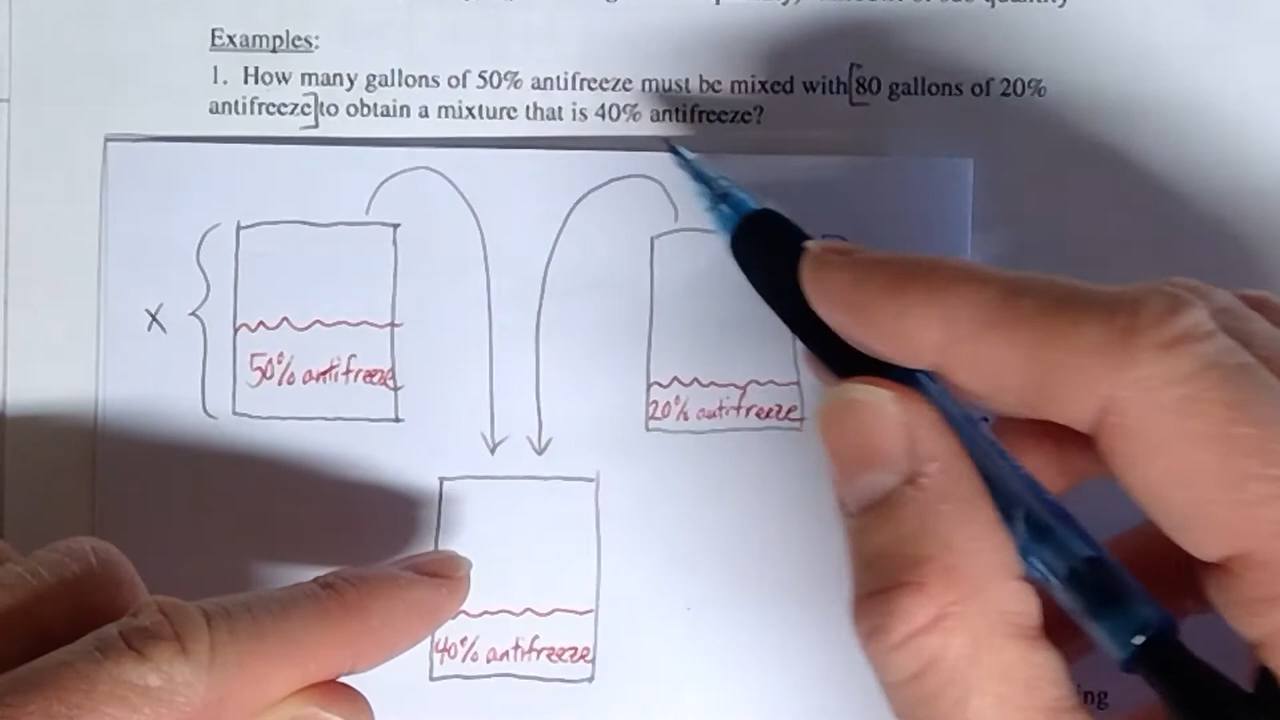 Examples:
1. How many gallons of 50% antifreeze must be mixed with [80 gallons of 20%
antifreeze] to obtain a mixture that is 40% antifreeze?
X
50% antifreeze
20% antifreeze
40% antifreeze
ng